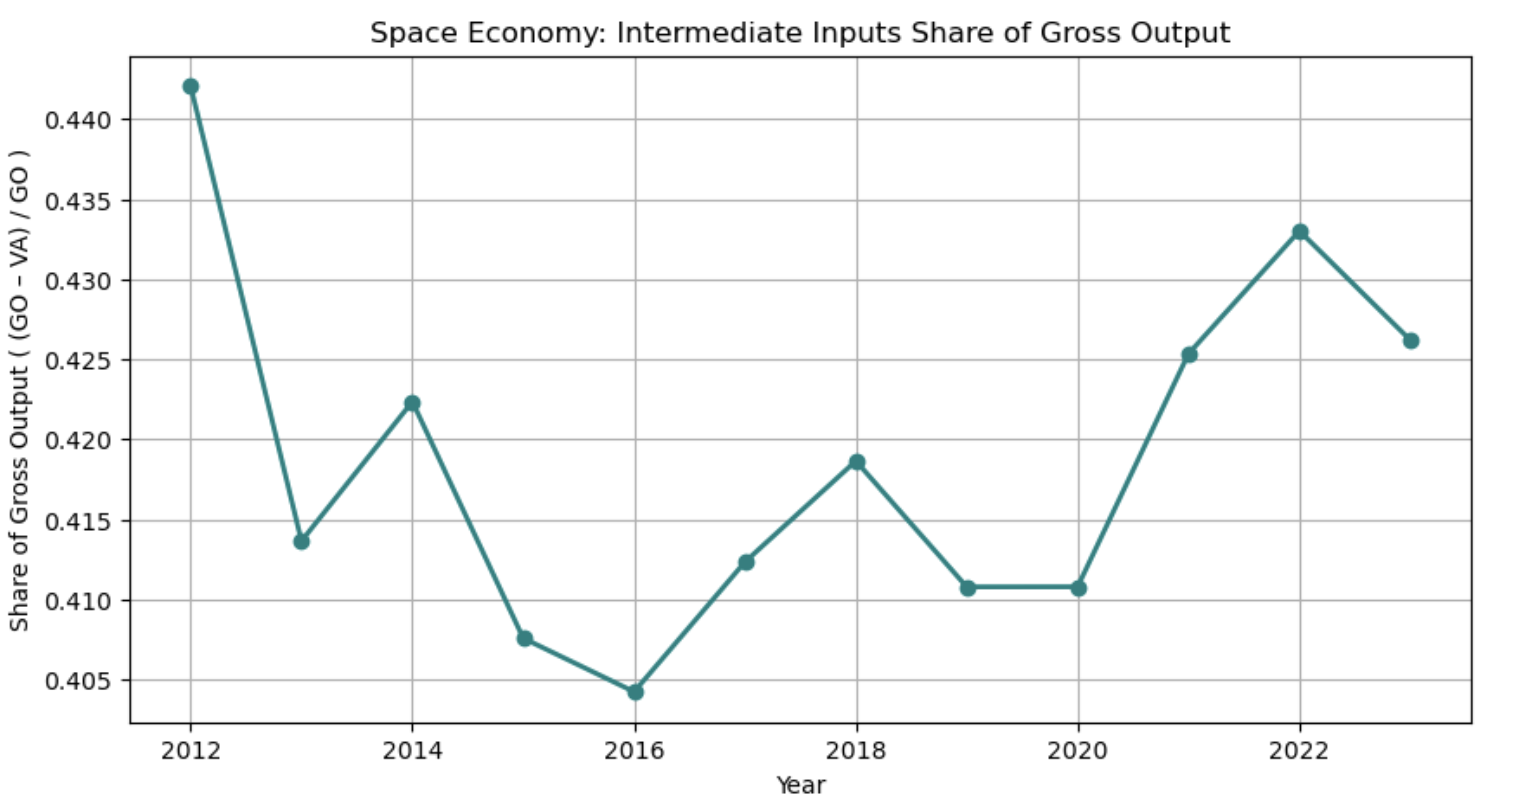 Space Economy: Intermediate Inputs Share of Gross Output
Share of Gross Output ( (GO – VA) / GO )
0.440
0.435
0.430
0.425
0.420
0.415
0.410
0.405
2012 2014 2016 2018 2020 2022
Year